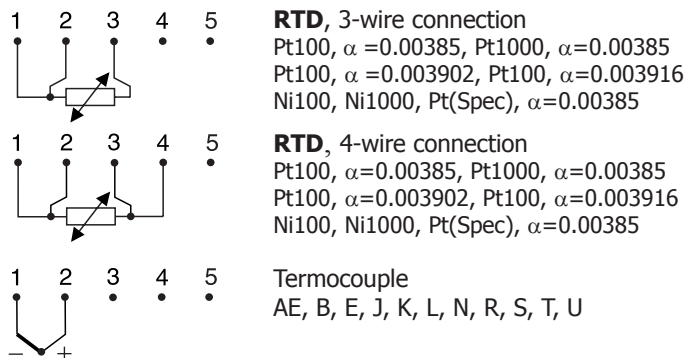 1 2 3 4 5
RTD, 3-wire connection
Pt100, α =0.00385, Pt1000, α=0.00385
Pt100, α =0.003902, Pt100, α=0.003916
Ni100, Ni1000, Pt(Spec), α=0.00385
1 2 3 4 5
RTD, 4-wire connection
Pt100, α=0.00385, Pt1000, α=0.00385
Pt100, α=0.003902, Pt100, α=0.003916
Ni100, Ni1000, Pt(Spec), α=0.00385
1 2 3 4 5
Termocouple
AE, B, E, J, K, L, N, R, S, T, U
− +